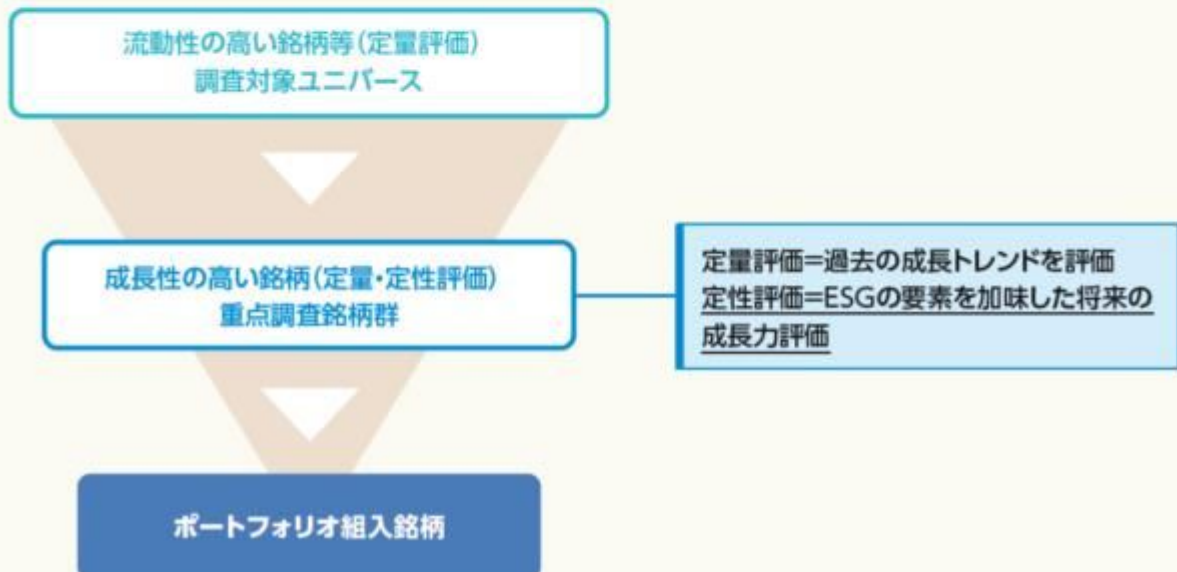 流動性の高い銘柄等(定量評価)
調査対象ユニバース
成長性の高い銘柄(定量・定性評価)
重点調査銘柄群
定量評価=過去の成長トレンドを評価
定性評価=ESGの要素を加味した将来の
成長力評価
ポートフォリオ組入銘柄